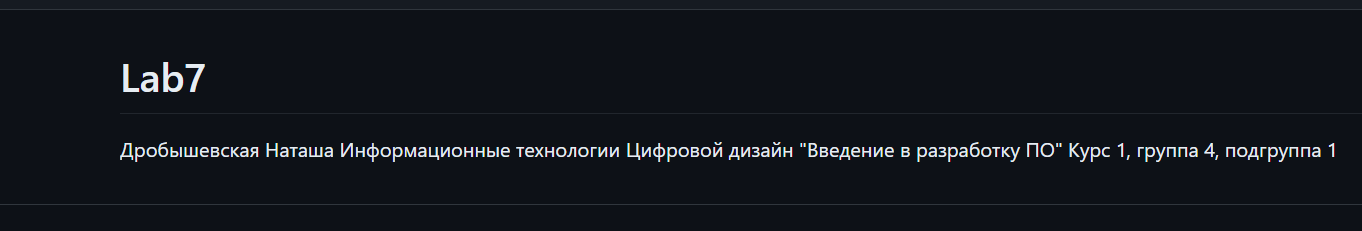 Lab7
Дробышевская Наташа Информационные технологии Цифровой дизайн "Введение в разработку ПО" Курс 1, группа 4, подгруппа 1